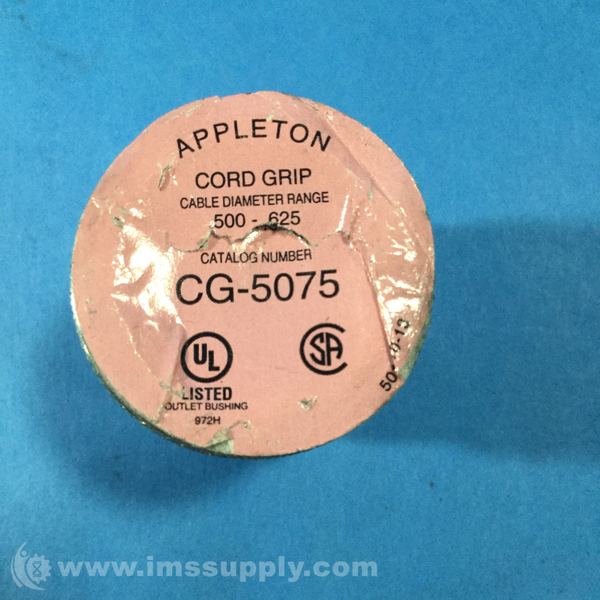 APPLETON
CORD GRIP
CABLE DIAMETER RANGE
.500 - .625
CATALOG NUMBER
CG-5075
UL
SA
LISTED
OUTLET BUSHING
972H
www.imssupply.com